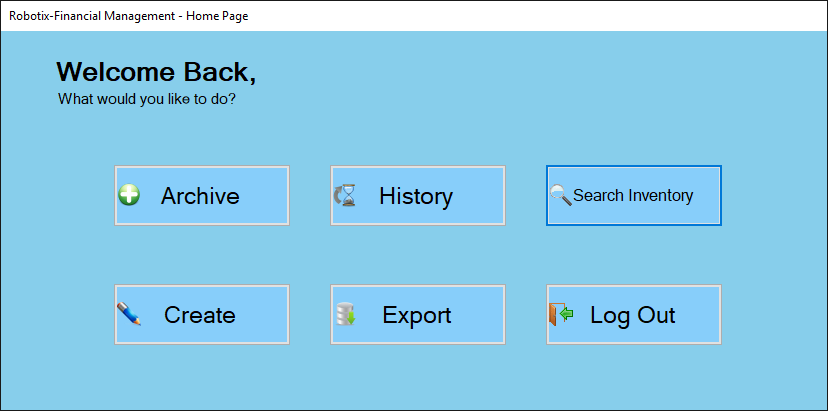 Robotix-Financial Management - Home Page
Welcome Back,
What would you like to do?
Archive
History
Search Inventory
Create
Export
Log Out